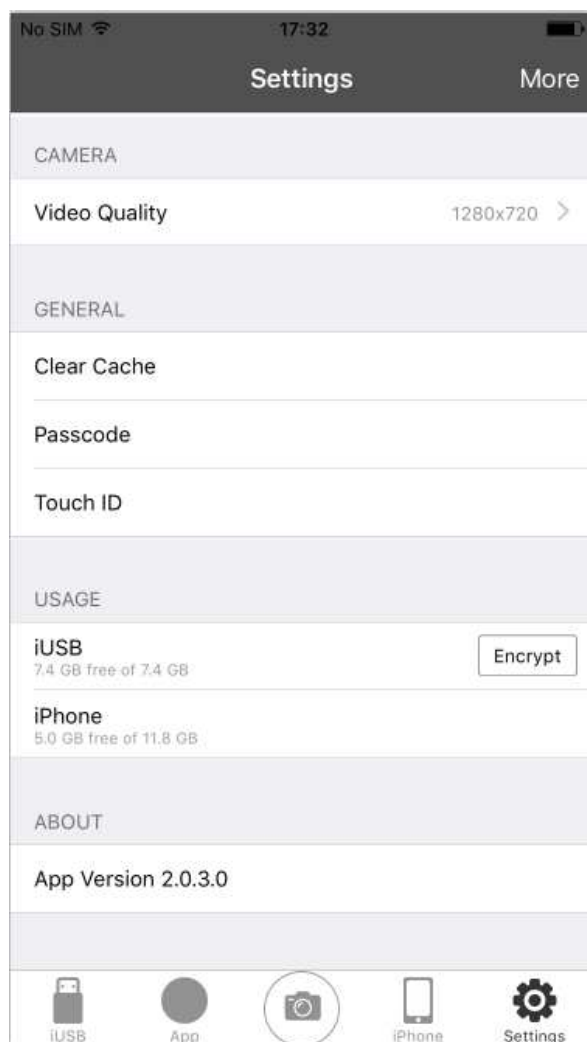 No SIM 17:32
Settings More
CAMERA
Video Quality 1280x720
GENERAL
Clear Cache
Passcode
Touch ID
USAGE
iUSB
7.4 GB free of 7.4 GB
Encrypt
iPhone
5.0 GB free of 11.8 GB
ABOUT
App Version 2.0.3.0
iUSB App iPhone Settings